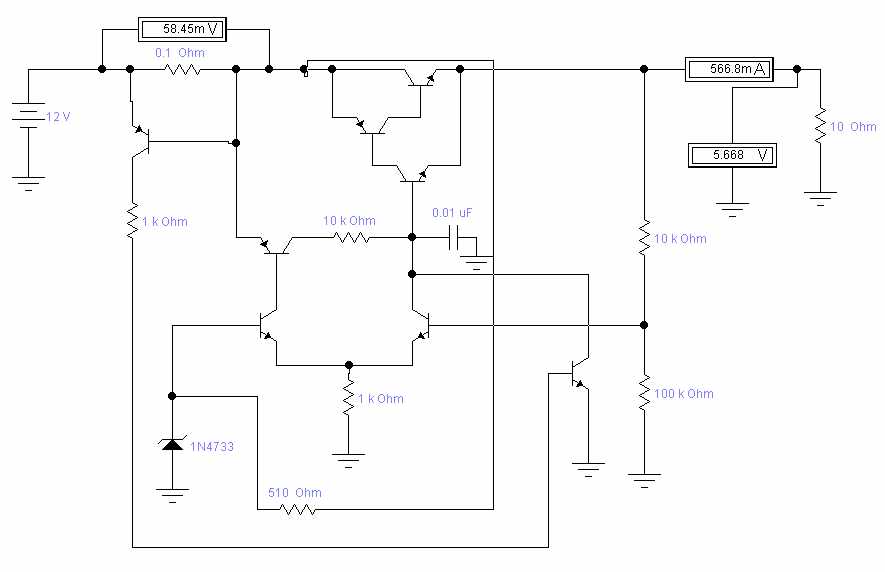 58.45m V
0.1 Ohm
566.8m A
12 V
10 Ohm
5.668 V
1 k Ohm
10 k Ohm
0.01 uF
10 k Ohm
1 k Ohm
100 k Ohm
1N4733
510 Ohm